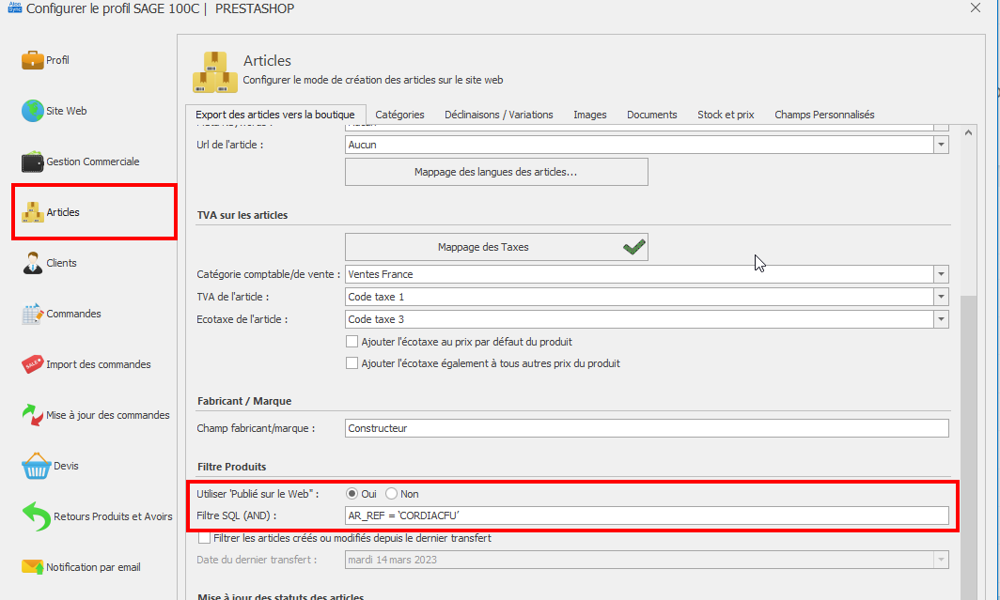 Atoo
Sync
Configurer le profil SAGE 100C | PRESTASHOP
Profil
Site Web
Gestion Commerciale
Articles
Clients
Commandes
SALE
Import des commandes
Mise à jour des commandes
Devis
Retours Produits et Avoirs
Notification par email
Articles
Configurer le mode de création des articles sur le site web
Export des articles vers la boutique Catégories Déclinaisons / Variations Images Documents Stock et prix Champs Personnalisés
Url de l'article : Aucun
Mappage des langues des articles...
TVA sur les articles
Mappage des Taxes
Catégorie comptable/de vente : Ventes France
TVA de l'article : Code taxe 1
Ecotaxe de l'article : Code taxe 3
Ajouter l'écotaxe au prix par défaut du produit
Ajouter l'écotaxe également à tous autres prix du produit
Fabricant / Marque
Champ fabricant/marque : Constructeur
Filtre Produits
Utiliser 'Publié sur le Web" : Oui Non
Filtre SQL (AND) : AR_REF = ‘CORDIACFU’
Filtrer les articles créés ou modifiés depuis le dernier transfert
Date du dernier transfert : mardi 14 mars 2023
Mise à jour des statuts des articles